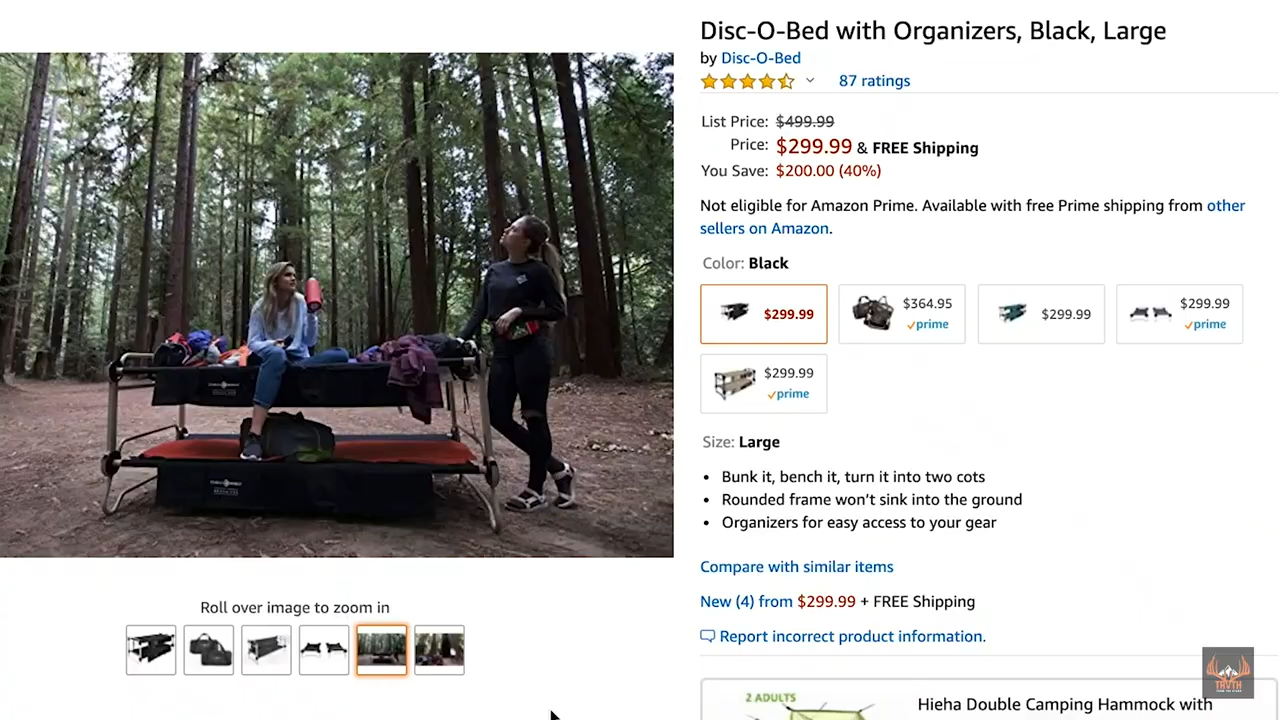 Disc-O-Bed with Organizers, Black, Large
by Disc-O-Bed
87 ratings
List Price: $499.99
Price: $299.99 & FREE Shipping
You Save: $200.00 (40%)
Not eligible for Amazon Prime. Available with free Prime shipping from other
sellers on Amazon.
Color: Black
$299.99
$364.95
prime
$299.99
$299.99
prime
$299.99
prime
Size: Large
• Bunk it, bench it, turn it into two cots
• Rounded frame won’t sink into the ground
• Organizers for easy access to your gear
Compare with similar items
New (4) from $299.99 + FREE Shipping
Report incorrect product information.
Roll over image to zoom in
TRVTH
2 ADULTS
Hieha Double Camping Hammock with